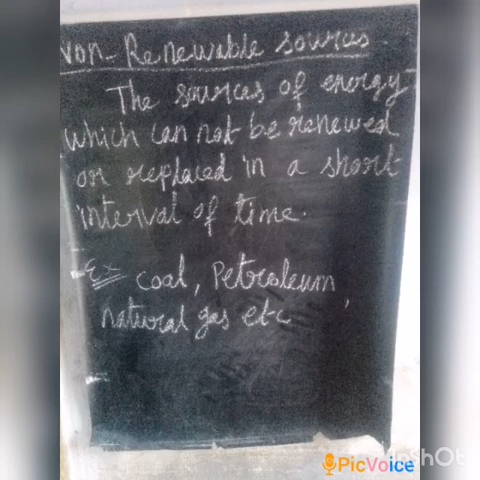 Non-Renewable sources
The sources of energy
which can not be renewed
or replaced in a short
interval of time.
Ex coal, Petroleum,
natural gas etc
PicVoice